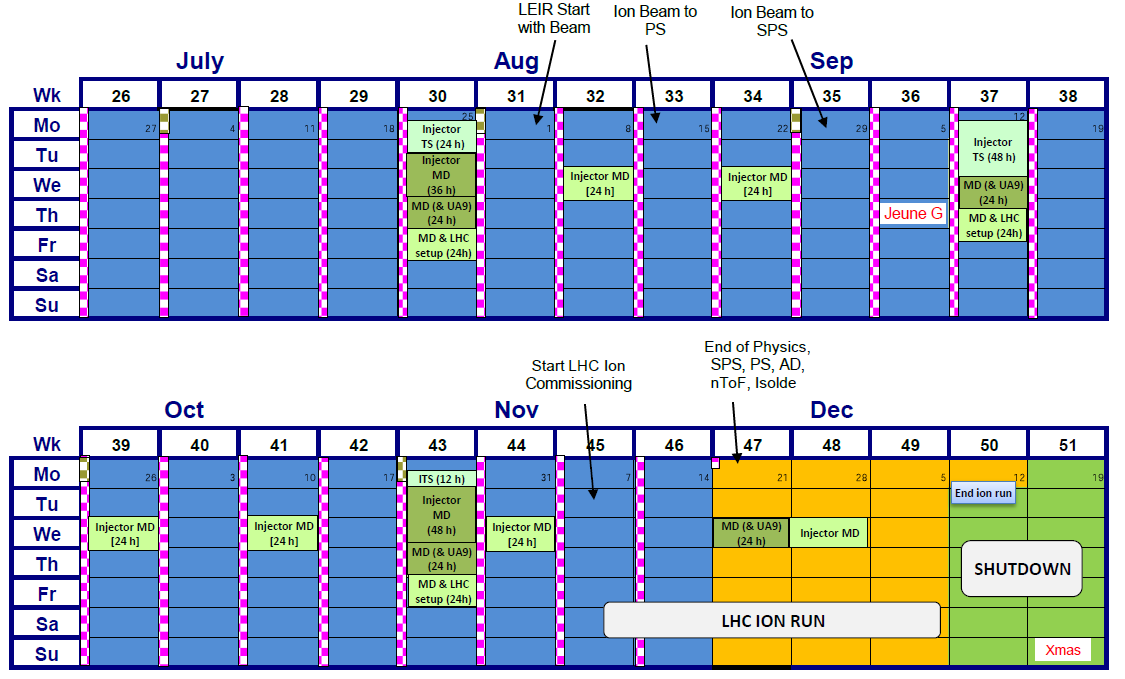 LEIR Start
with Beam
Ion Beam to
PS
Ion Beam to
SPS
July Aug Sep
Wk 26 27 28 29 30 31 32 33 34 35 36 37 38
Mo 27 4 11 18 25 1 8 15 22 29 5 12 19
Injector
TS (24 h)
Injector
MD
(36 h)
MD (& UA9)
(24 h)
MD & LHC
setup (24h)
Injector MD
[24 h]
Injector MD
[24 h]
Jeune G
Injector
TS (48 h)
MD (& UA9)
(24 h)
MD & LHC
setup (24h)
Tu
We
Th
Fr
Sa
Su
Start LHC Ion
Commissioning
End of Physics,
SPS, PS, AD,
nToF, Isolde
Oct Nov Dec
Wk 39 40 41 42 43 44 45 46 47 48 49 50 51
Mo 26 3 10 17 31 7 14 21 28 5 12 19
ITS (12 h)
Injector
MD
(48 h)
MD (& UA9)
(24 h)
MD & LHC
setup (24h)
Injector MD
[24 h]
Injector MD
[24 h]
Injector MD
[24 h]
MD (& UA9)
(24 h)
Injector MD
End ion run
SHUTDOWN
LHC ION RUN
Xmas
Tu
We
Th
Fr
Sa
Su